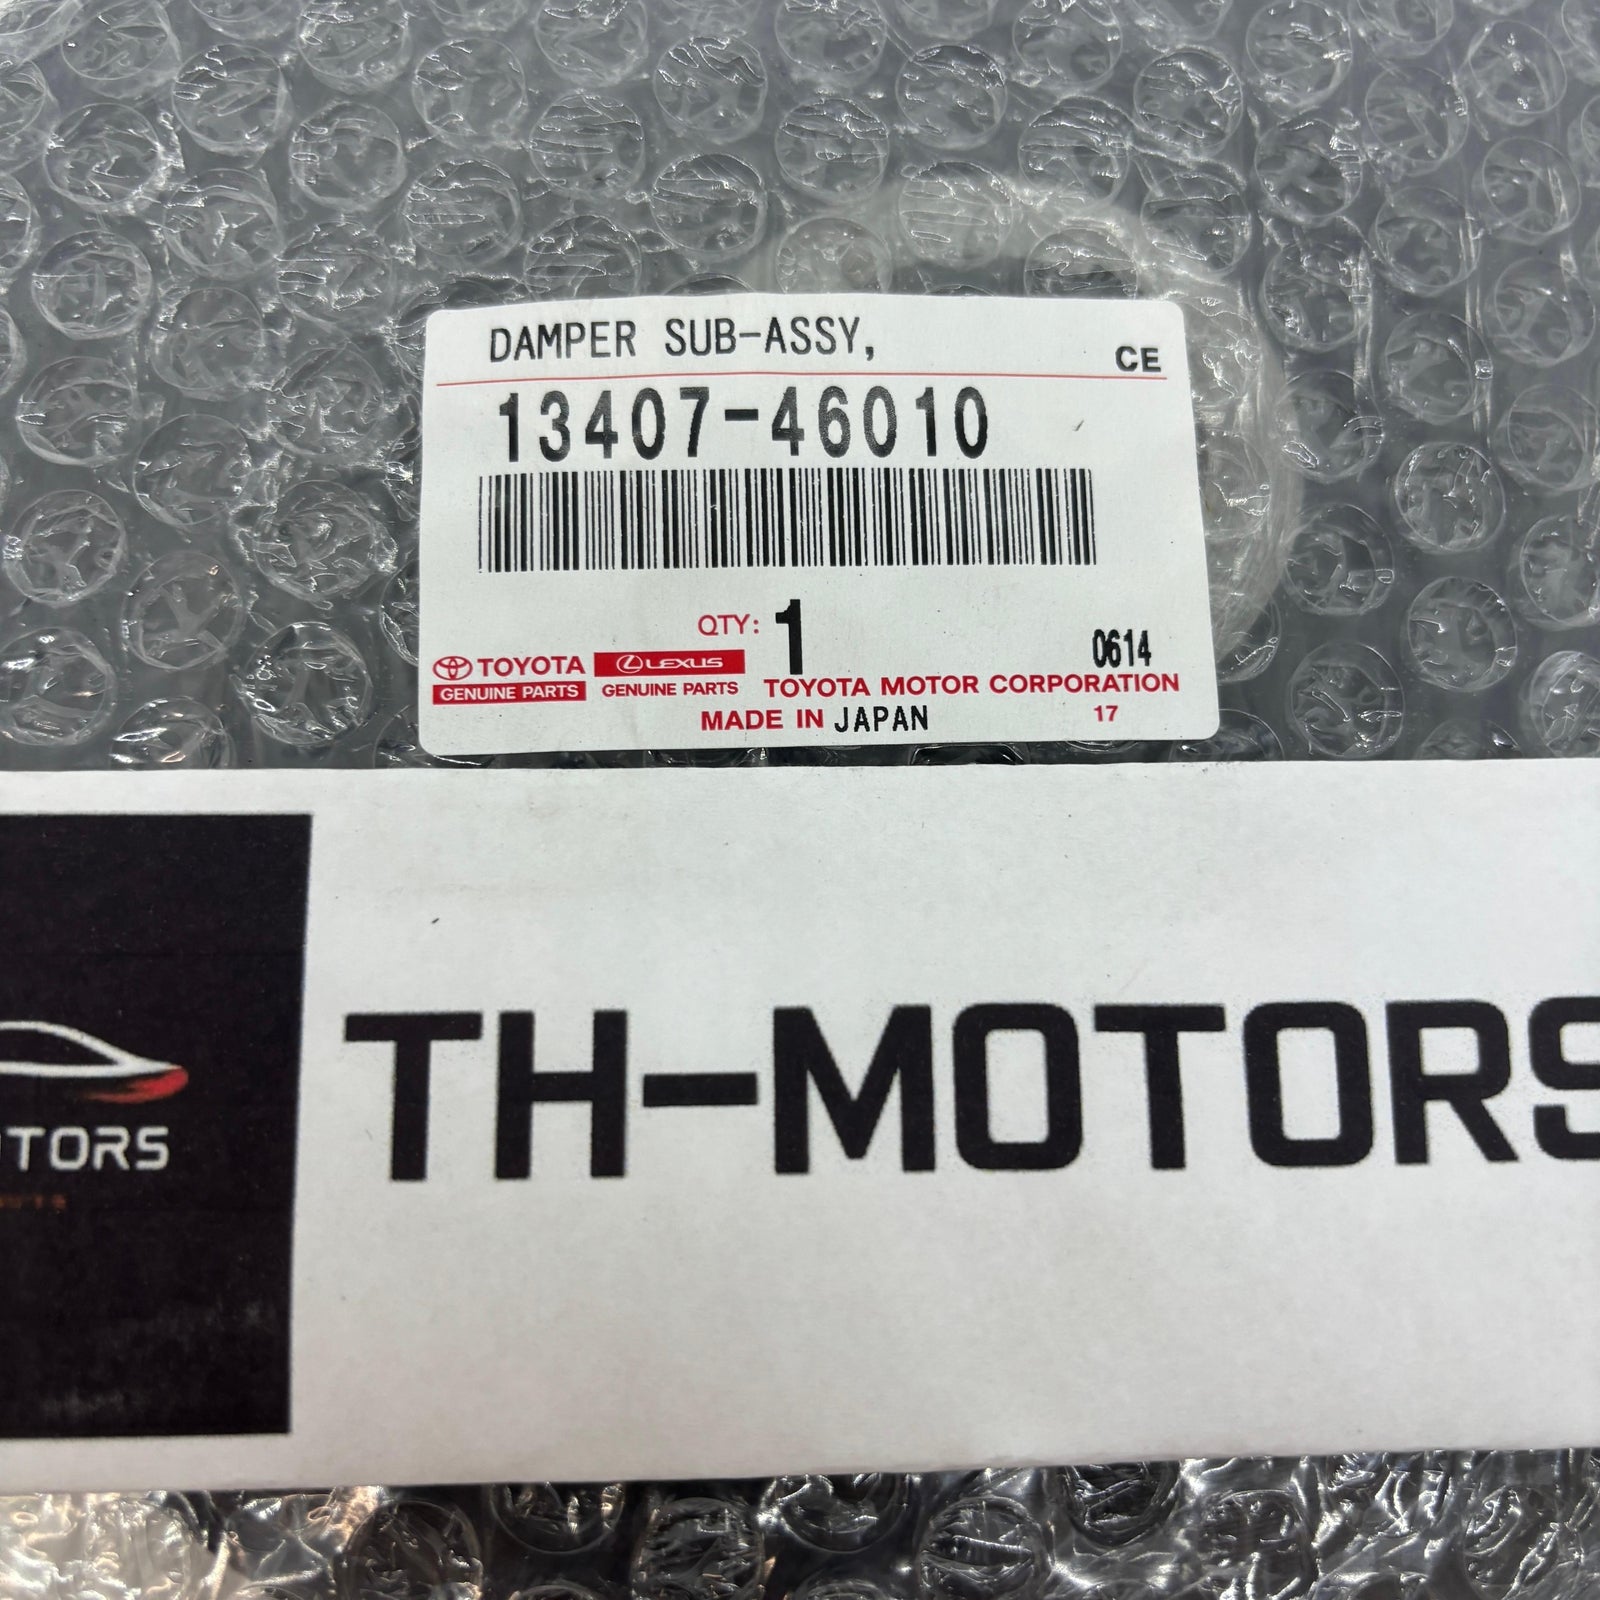 DAMPER SUB-ASSY,
CE
13407-46010
QTY: 1
0614
TOYOTA LEXUS
GENUINE PARTS GENUINE PARTS TOYOTA MOTOR CORPORATION
MADE IN JAPAN 17
TH-MOTORS
OTORS